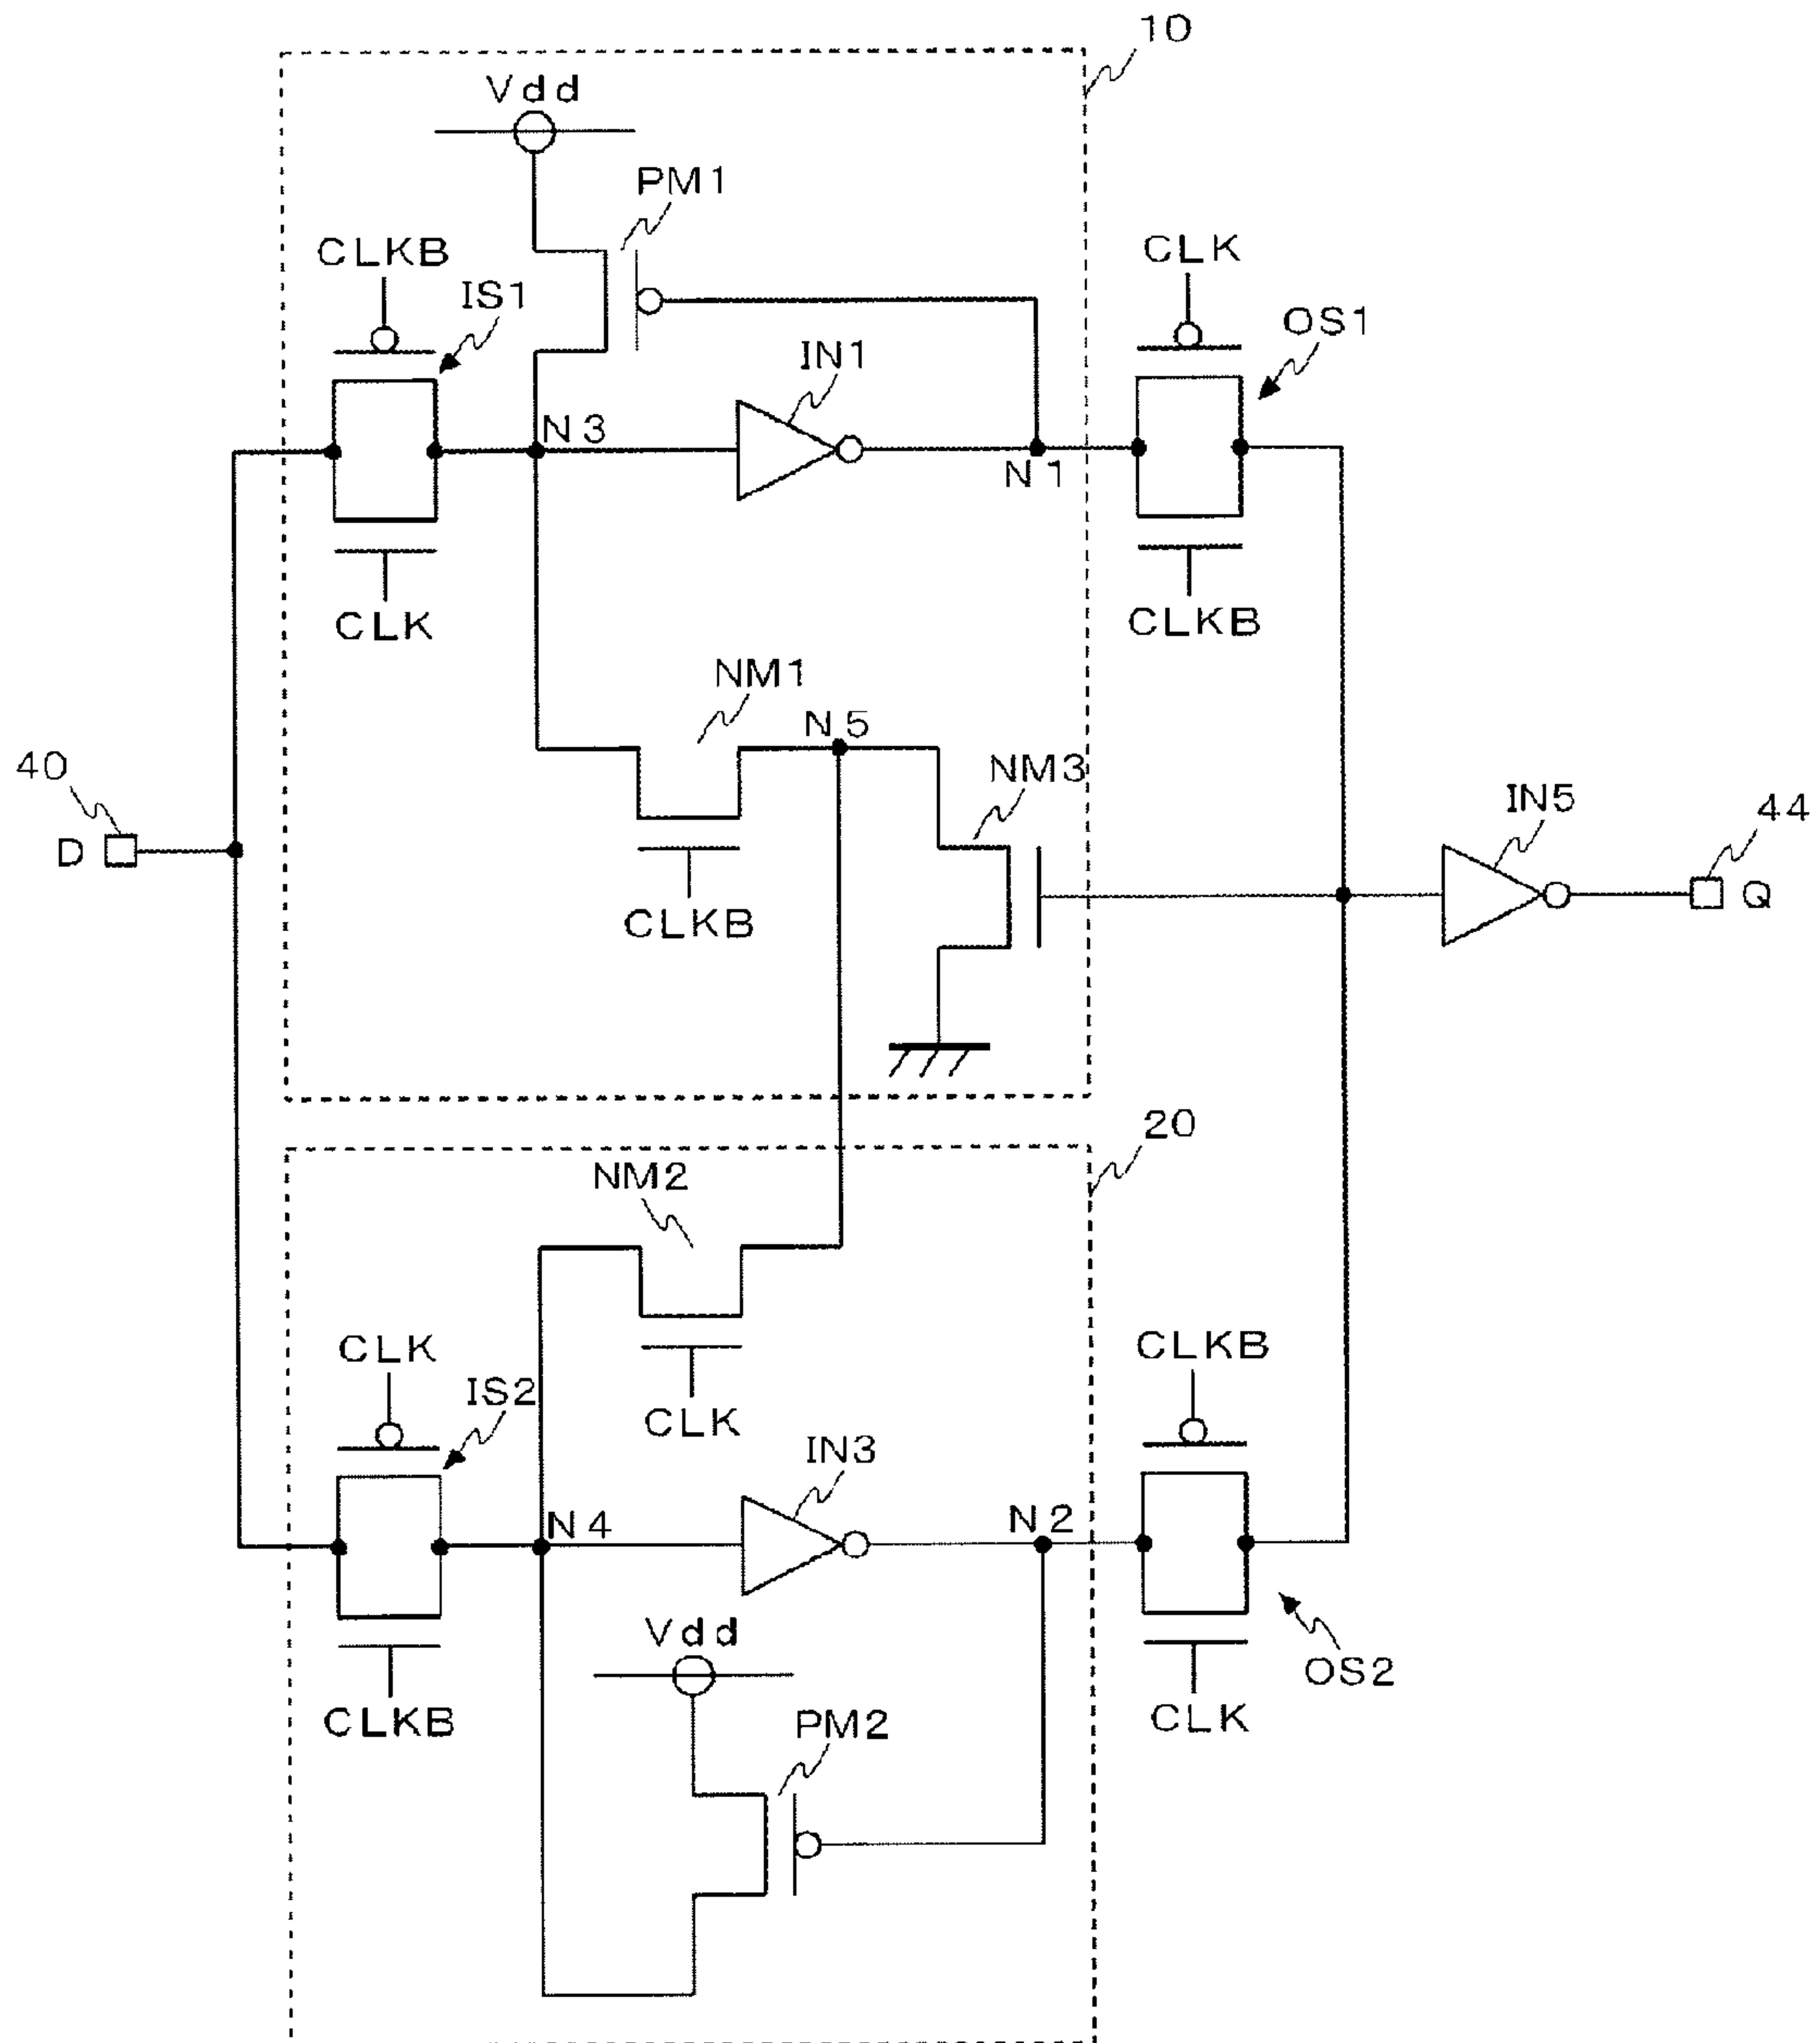 10
Vdd
PM1
CLKB
IS1
CLK
OS1
IN1
N3
N1
CLK
CLKB
NM1
N5
40
NM3
IN5
44
D
CLKB
Q
20
NM2
CLK
CLKB
IS2
CLK
IN3
N4
N2
Vdd
OS2
CLKB
PM2
CLK